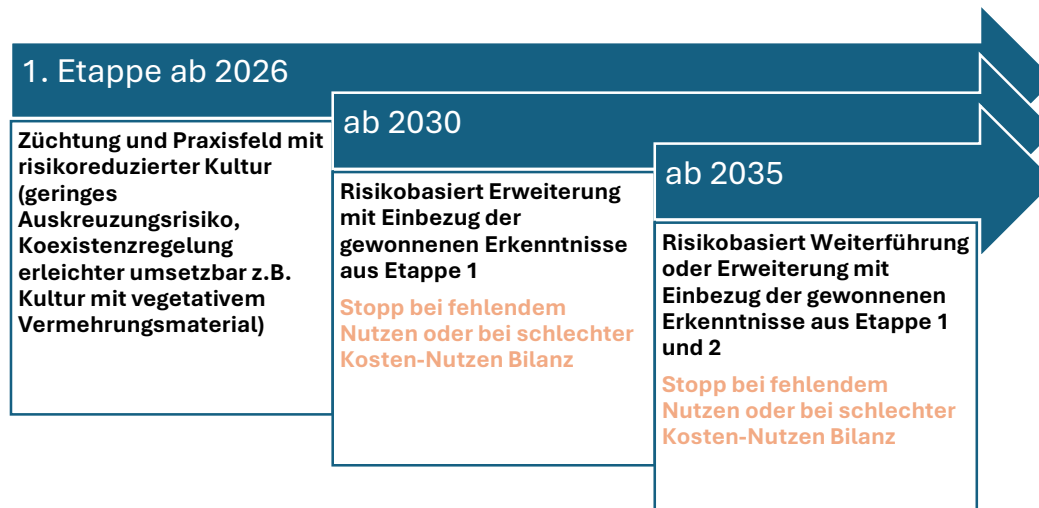 1. Etappe ab 2026
Züchtung und Praxisfeld mit
risikoreduzierter Kultur
(geringes
Auskreuzungsrisiko,
Koexistenzregelung
erleichter umsetzbar z.B.
Kultur mit vegetativem
Vermehrungsmaterial)
ab 2030
Risikobasiert Erweiterung
mit Einbezug der
gewonnenen Erkenntnisse
aus Etappe 1
Stopp bei fehlendem
Nutzen oder bei schlechter
Kosten-Nutzen Bilanz
ab 2035
Risikobasiert Weiterführung
oder Erweiterung mit
Einbezug der gewonnenen
Erkenntnisse aus Etappe 1
und 2
Stopp bei fehlendem
Nutzen oder bei schlechter
Kosten-Nutzen Bilanz